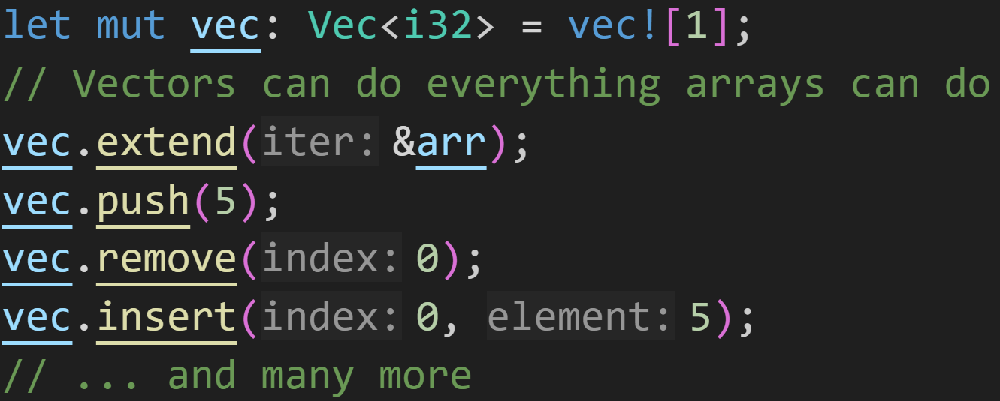 let mut vec: Vec<i32> = vec![1];
// Vectors can do everything arrays can do
vec.extend(iter: &arr);
vec.push(5);
vec.remove(index: 0);
vec.insert(index: 0, element: 5);
// ... and many more